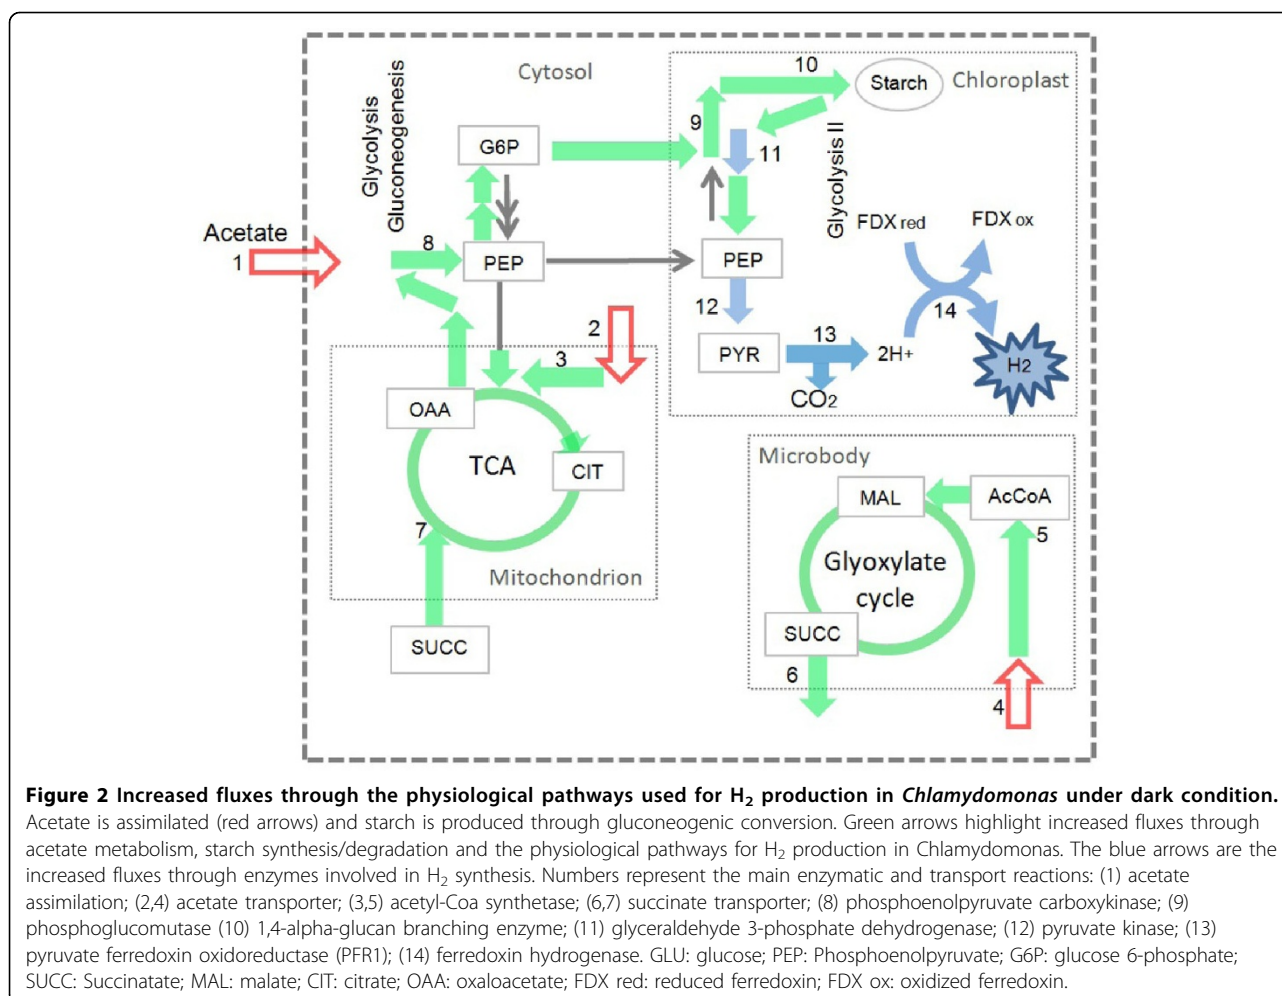 Cytosol
10
Starch
Chloroplast
Glycolysis
Gluconeogenesis
G6P
9
11
Glycolysis II
FDX red
FDX ox
Acetate
1
8
PEP
PEP
2
12
14
3
PYR
13
2H+
H2
CO2
OAA
TCA
CIT
Microbody
MAL
AcCoA
7
5
Glyoxylate
cycle
Mitochondrion
SUCC
SUCC
6
4
Figure 2 Increased fluxes through the physiological pathways used for H2 production in Chlamydomonas under dark condition.
Acetate is assimilated (red arrows) and starch is produced through gluconeogenic conversion. Green arrows highlight increased fluxes through
acetate metabolism, starch synthesis/degradation and the physiological pathways for H2 production in Chlamydomonas. The blue arrows are the
increased fluxes through enzymes involved in H2 synthesis. Numbers represent the main enzymatic and transport reactions: (1) acetate
assimilation; (2,4) acetate transporter; (3,5) acetyl-Coa synthetase; (6,7) succinate transporter; (8) phosphoenolpyruvate carboxykinase; (9)
phosphoglucomutase (10) 1,4-alpha-glucan branching enzyme; (11) glyceraldehyde 3-phosphate dehydrogenase; (12) pyruvate kinase; (13)
pyruvate ferredoxin oxidoreductase (PFR1); (14) ferredoxin hydrogenase. GLU: glucose; PEP: Phosphoenolpyruvate; G6P: glucose 6-phosphate;
SUCC: Succinatate; MAL: malate; CIT: citrate; OAA: oxaloacetate; FDX red: reduced ferredoxin; FDX ox: oxidized ferredoxin.